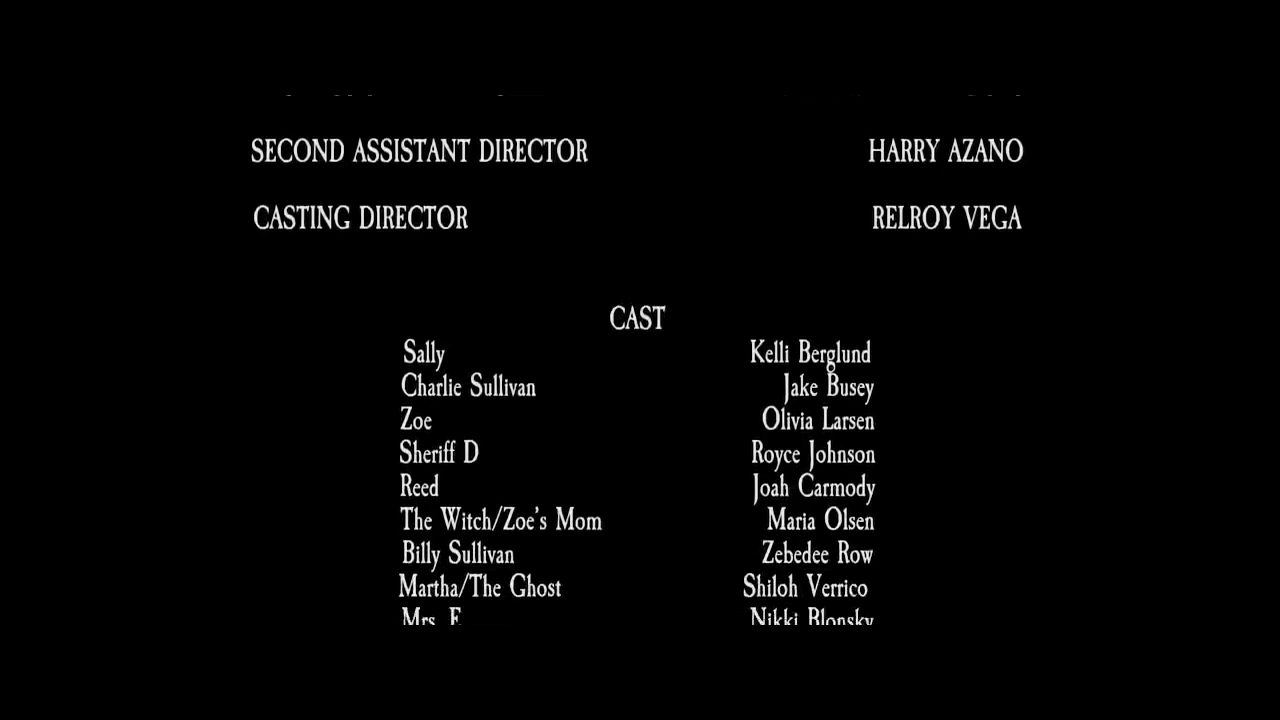 SECOND ASSISTANT DIRECTOR HARRY AZANO
CASTING DIRECTOR RELROY VEGA
CAST
Sally Kelli Berglund
Charlie Sullivan Jake Busey
Zoe Olivia Larsen
Sheriff D Royce Johnson
Reed Joah Carmody
The Witch/Zoe's Mom Maria Olsen
Billy Sullivan Zebedee Row
Martha/The Ghost Shiloh Verrico
Mrs. F Nikki Blonsky